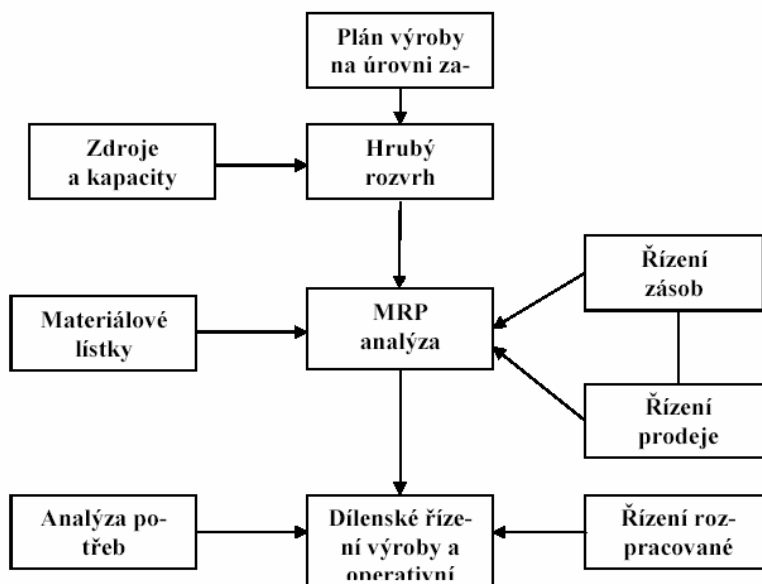 Plán výroby
na úrovni za-
Zdroje
a kapacity
Hrubý
rozvrh
Řízení
zásob
Materiálové
lístky
MRP
analýza
Řízení
prodeje
Analýza po-
třeb
Dílenské říze-
ní výroby a
operativní
Řízení roz-
pracované